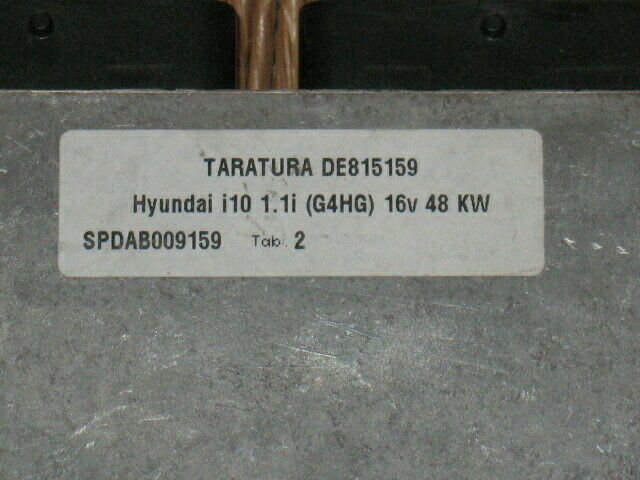 TARATURA DE815159
Hyundai i10 1.1i (G4HG) 16v 48 KW
SPDAB009159 Tab. 2